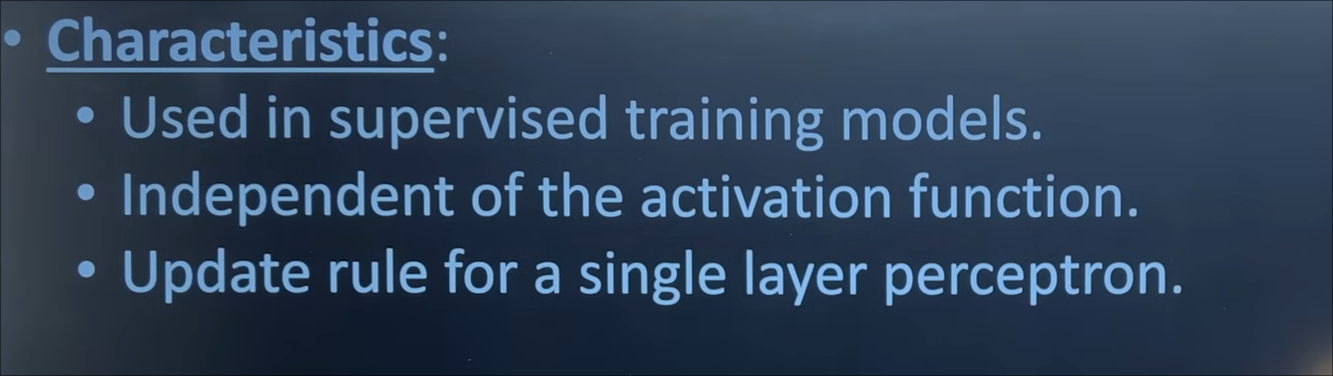 • Characteristics:
• Used in supervised training models.
• Independent of the activation function.
• Update rule for a single layer perceptron.